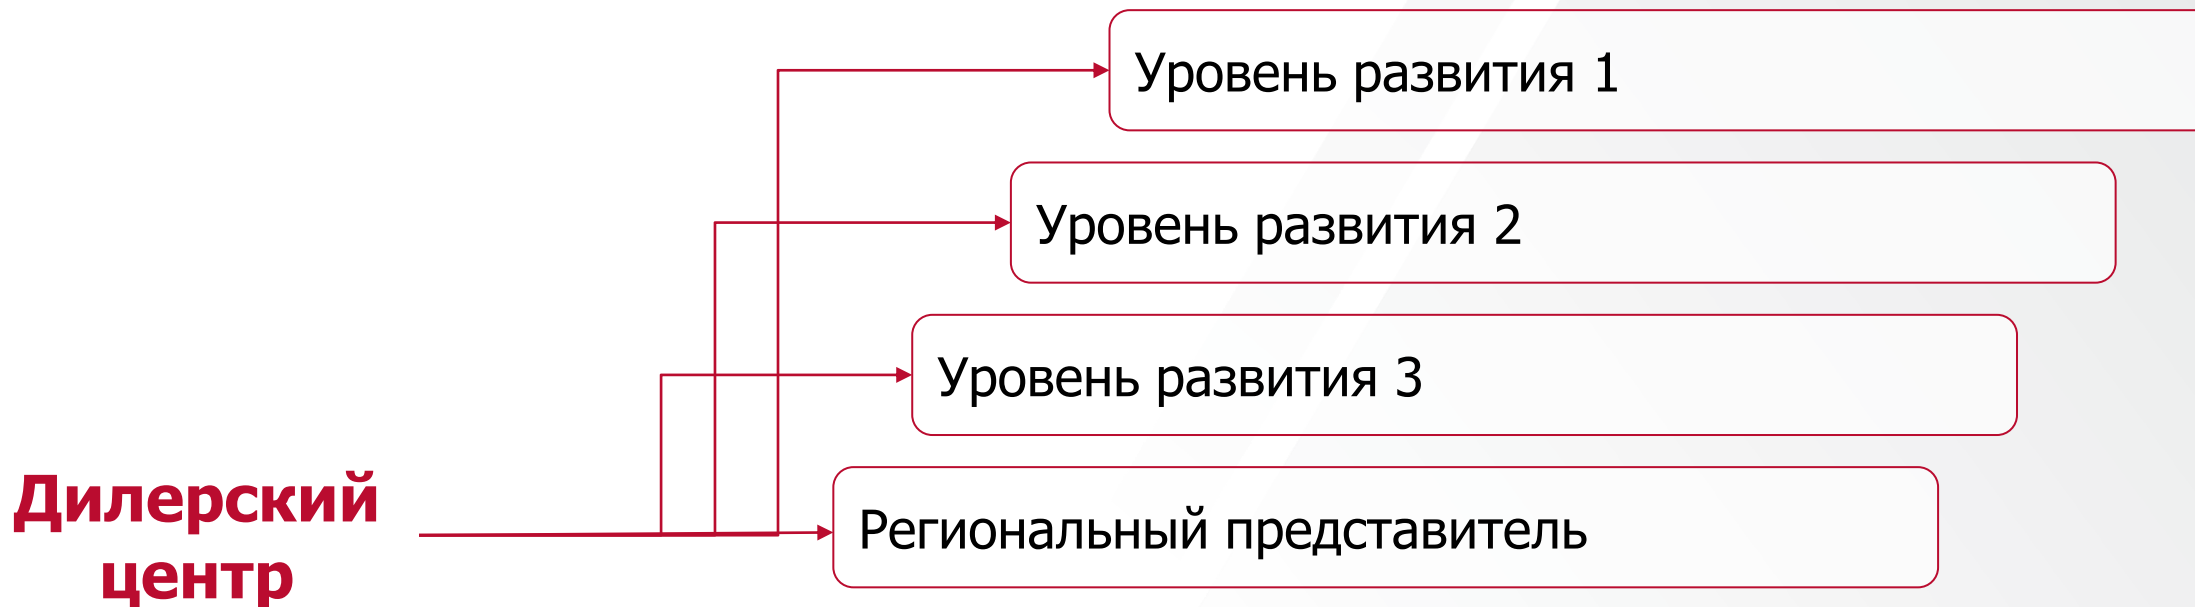 Уровень развития 1
Уровень развития 2
Уровень развития 3
Региональный представитель
Дилерский
центр